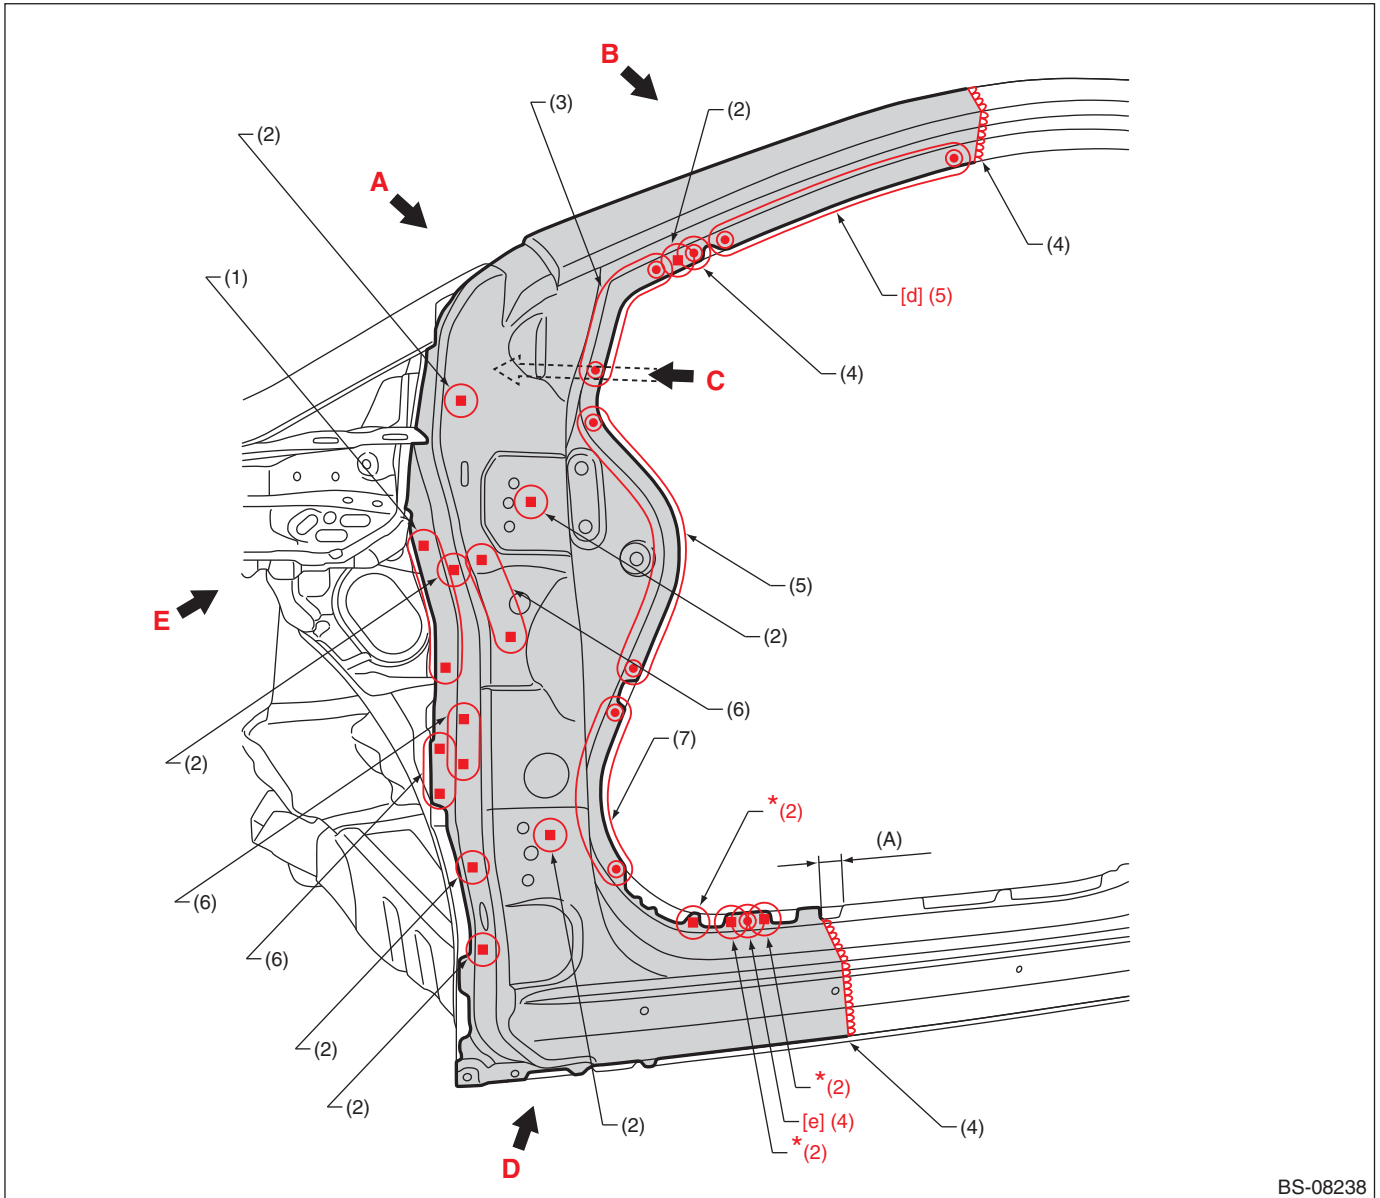 B
(3)
(2)
(2)
A
(4)
(1)
[d] (5)
(4)
C
(5)
E
(2)
(6)
(7)
(2)
*(2)
(A)
(6)
(6)
(2)
*(2)
(2)
[e] (4)
(2)
(4)
*(2)
D
BS-08238